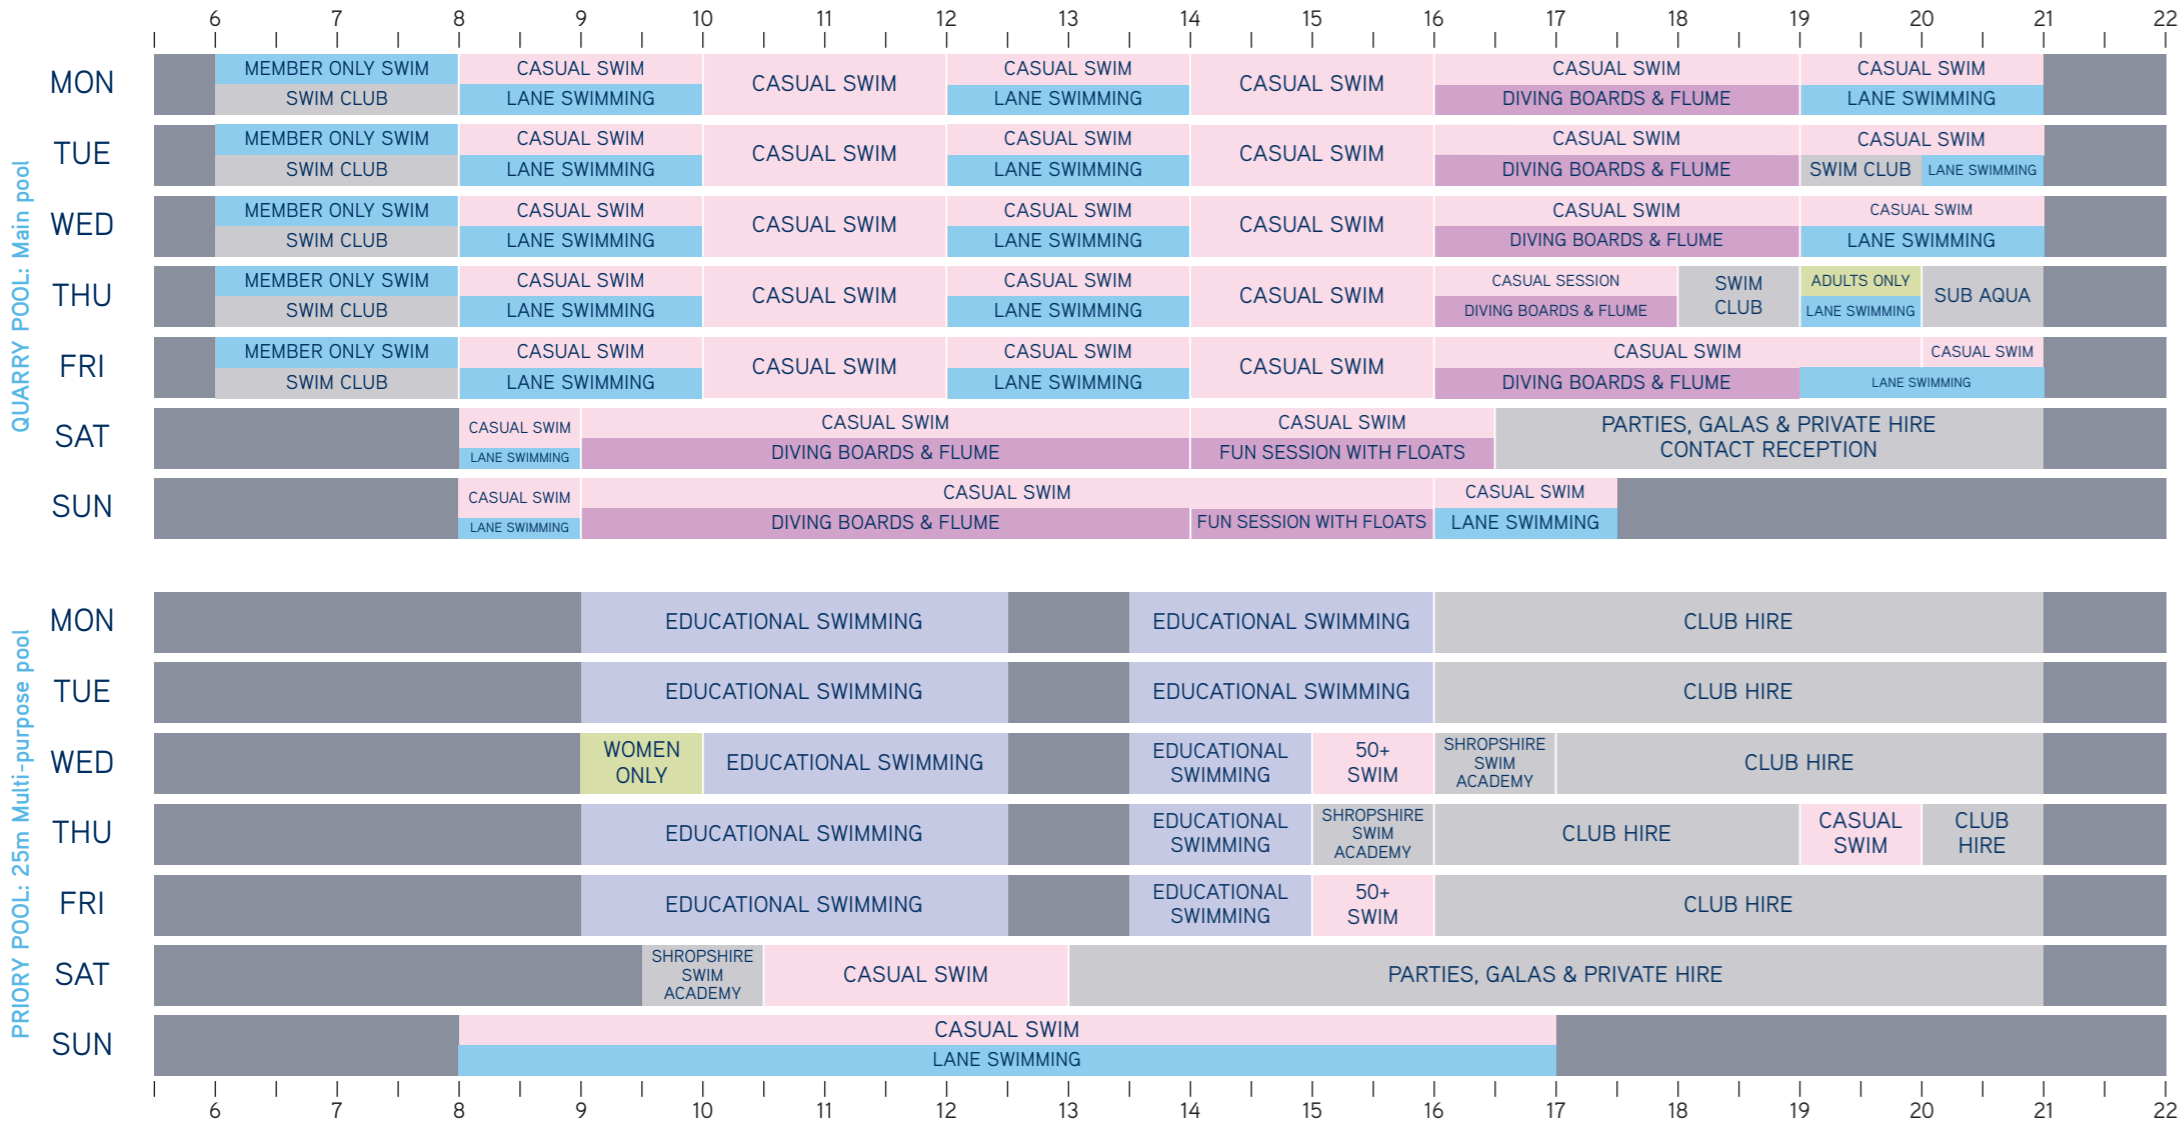 6 7 8 9 10 11 12 13 14 15 16 17 18 19 20 21 22
QUARRY POOL: Main pool
MON
MEMBER ONLY SWIM CASUAL SWIM CASUAL SWIM CASUAL SWIM CASUAL SWIM CASUAL SWIM CASUAL SWIM
SWIM CLUB LANE SWIMMING LANE SWIMMING DIVING BOARDS & FLUME LANE SWIMMING
TUE
MEMBER ONLY SWIM CASUAL SWIM CASUAL SWIM CASUAL SWIM CASUAL SWIM CASUAL SWIM CASUAL SWIM
SWIM CLUB LANE SWIMMING LANE SWIMMING DIVING BOARDS & FLUME SWIM CLUB LANE SWIMMING
WED
MEMBER ONLY SWIM CASUAL SWIM CASUAL SWIM CASUAL SWIM CASUAL SWIM CASUAL SWIM CASUAL SWIM
SWIM CLUB LANE SWIMMING LANE SWIMMING DIVING BOARDS & FLUME LANE SWIMMING
THU
MEMBER ONLY SWIM CASUAL SWIM CASUAL SWIM CASUAL SWIM CASUAL SWIM CASUAL SESSION SWIM ADULTS ONLY SUB AQUA
SWIM CLUB LANE SWIMMING LANE SWIMMING DIVING BOARDS & FLUME CLUB LANE SWIMMING
FRI
MEMBER ONLY SWIM CASUAL SWIM CASUAL SWIM CASUAL SWIM CASUAL SWIM CASUAL SWIM CASUAL SWIM
SWIM CLUB LANE SWIMMING LANE SWIMMING DIVING BOARDS & FLUME LANE SWIMMING
SAT
CASUAL SWIM CASUAL SWIM CASUAL SWIM PARTIES, GALAS & PRIVATE HIRE
LANE SWIMMING DIVING BOARDS & FLUME FUN SESSION WITH FLOATS CONTACT RECEPTION
SUN
CASUAL SWIM CASUAL SWIM CASUAL SWIM
LANE SWIMMING DIVING BOARDS & FLUME FUN SESSION WITH FLOATS LANE SWIMMING
PRIORY POOL: 25m Multi-purpose pool
MON EDUCATIONAL SWIMMING EDUCATIONAL SWIMMING CLUB HIRE
TUE EDUCATIONAL SWIMMING EDUCATIONAL SWIMMING CLUB HIRE
WED
WOMEN
ONLY
EDUCATIONAL SWIMMING
EDUCATIONAL
SWIMMING
50+
SWIM
SHROPSHIRE
SWIM
ACADEMY
CLUB HIRE
THU
EDUCATIONAL SWIMMING
EDUCATIONAL
SWIMMING
SHROPSHIRE
SWIM
ACADEMY
CLUB HIRE
CASUAL
SWIM
CLUB
HIRE
FRI
EDUCATIONAL SWIMMING
EDUCATIONAL
SWIMMING
50+
SWIM
CLUB HIRE
SAT
SHROPSHIRE
SWIM
ACADEMY
CASUAL SWIM
PARTIES, GALAS & PRIVATE HIRE
SUN
CASUAL SWIM
LANE SWIMMING
6 7 8 9 10 11 12 13 14 15 16 17 18 19 20 21 22